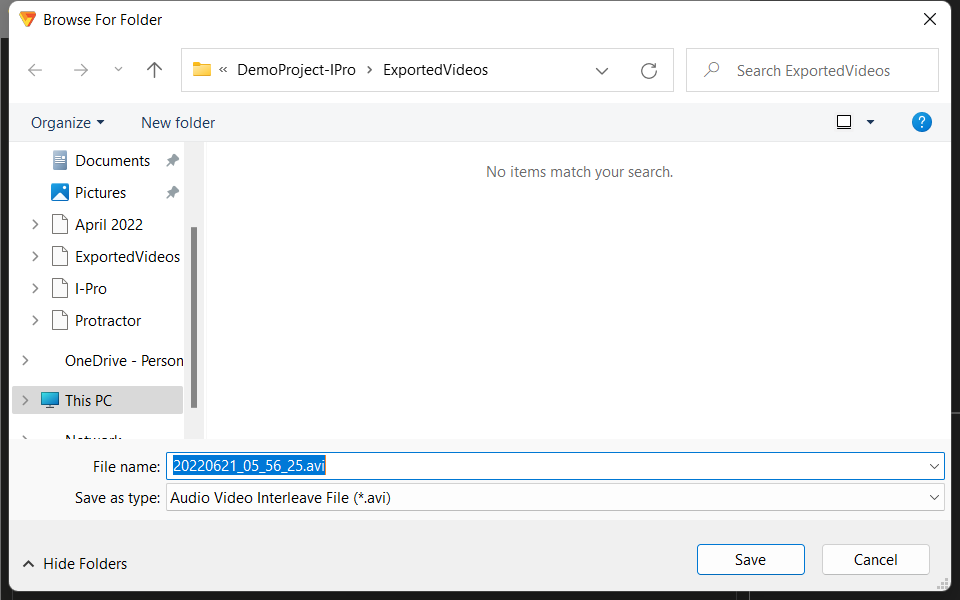 Browse For Folder
« DemoProject-IPro › ExportedVideos
Search ExportedVideos
Organize
New folder
?
Documents
Pictures
April 2022
ExportedVideos
I-Pro
Protractor
OneDrive - Person
This PC
Network
No items match your search.
File name: 20220621_05_56_25.avi
Save as type: Audio Video Interleave File (*.avi)
Hide Folders
Save
Cancel